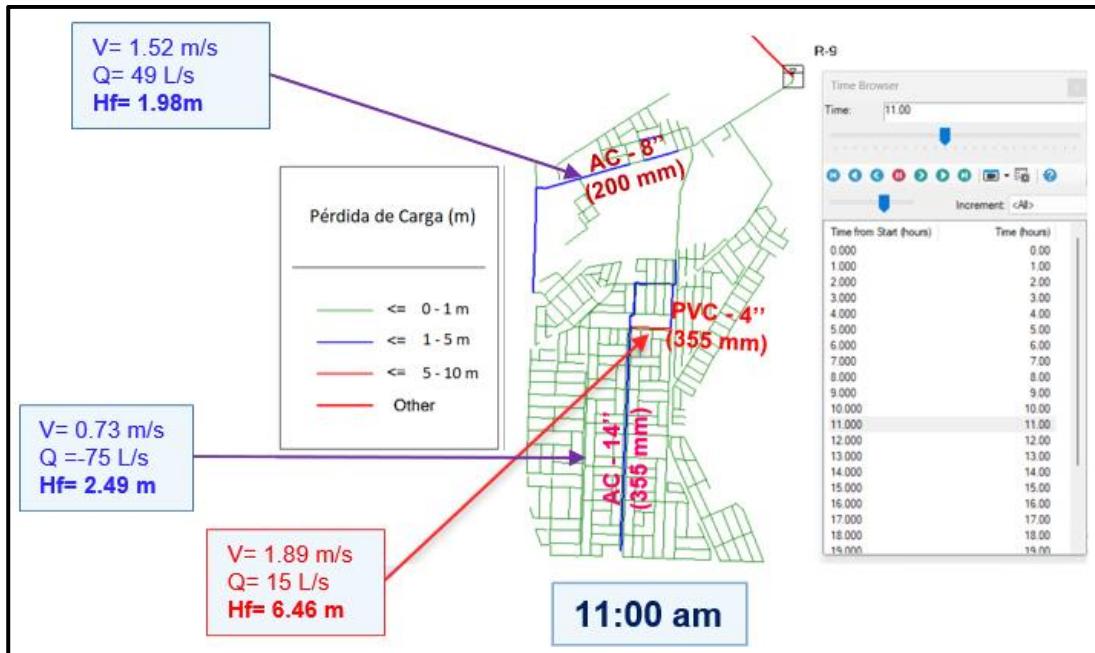 V= 1.52 m/s
Q= 49 L/s
Hf= 1.98m
R-9
AC - 8’’
(200 mm)
Pérdida de Carga (m)
<= 0 - 1 m
<= 1 - 5 m
<= 5 - 10 m
Other
PVC - 4’’
(355 mm)
AC - 14’’
(355 mm)
V= 0.73 m/s
Q =-75 L/s
Hf= 2.49 m
V= 1.89 m/s
Q= 15 L/s
Hf= 6.46 m
11:00 am
Time Browser
Time: 11.00
Increment: <All>
Time from Start (hours) Time (hours)
0.000 0.00
1.000 1.00
2.000 2.00
3.000 3.00
4.000 4.00
5.000 5.00
6.000 6.00
7.000 7.00
8.000 8.00
9.000 9.00
10.000 10.00
11.000 11.00
12.000 12.00
13.000 13.00
14.000 14.00
15.000 15.00
16.000 16.00
17.000 17.00
18.000 18.00
19.000 19.00